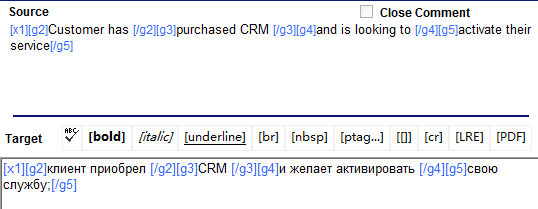 Source Close Comment
[x1][g2]Customer has [/g2][g3]purchased CRM [/g3][g4]and is looking to [/g4][g5]activate their
service[/g5]
Target ABC [bold] [italic] [underline] [br] [nbsp] [ptag...] [[]] [cr] [LRE] [PDF]
[x1][g2]клиент приобрел [/g2][g3]CRM [/g3][g4]и желает активировать [/g4][g5]свою
службу;[/g5]